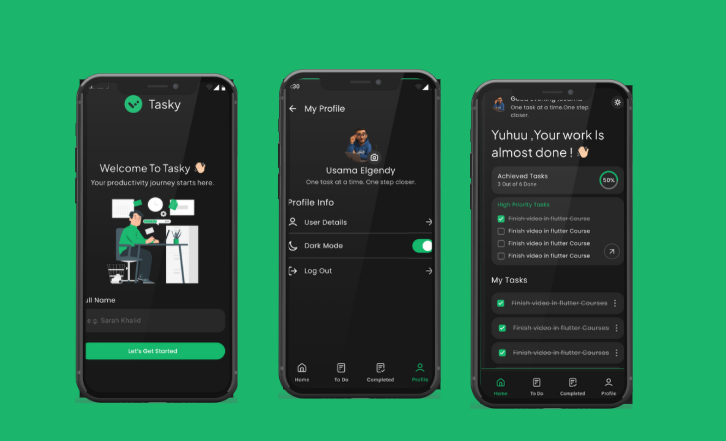 Tasky
Welcome To Tasky 👋🏻
Your productivity journey starts here.
ull Name
e.g. Sarah Khalid
Let's Get Started
:30
My Profile
Usama Elgendy
One task at a time. One step closer.
Profile Info
User Details
Dark Mode
Log Out
Home
To Do
Completed
Profile
One task at a time.One step
closer.
Yuhuu ,Your work Is
almost done ! 👋🏻
Achieved Tasks
3 Out of 6 Done
50%
High Priority Tasks
Finish video in flutter Course
Finish video in flutter Course
Finish video in flutter Course
Finish video in flutter Course
My Tasks
Finish video in flutter Courses
Finish video in flutter Courses
Finish video in flutter Courses
Home
To Do
Completed
Profile